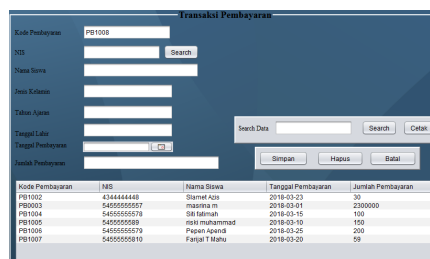 Transaksi Pembayaran
Kode Pembayaran PB1008
NIS Search
Nama Siswa
Jenis Kelamin
Tahun Ajaran
Search Data Search Cetak
Tanggal Lahir
Tanggal Pembayaran
Jumlah Pembayaran
Simpan Hapus Batal
Kode Pembayaran NIS Nama Siswa Tanggal Pembayaran Jumlah Pembayaran
PB1002 4344444448 Slamet Azis 2018-03-23 30
PB0003 54555555557 masrina m 2018-03-01 2300000
PB1004 54555555578 Siti fatimah 2018-03-15 100
PB1005 5455555589 riski muhammad 2018-03-10 150
PB1006 54555555579 Pepen Apendi 2018-03-25 200
PB1007 54555555810 Farijal T Mahu 2018-03-20 59